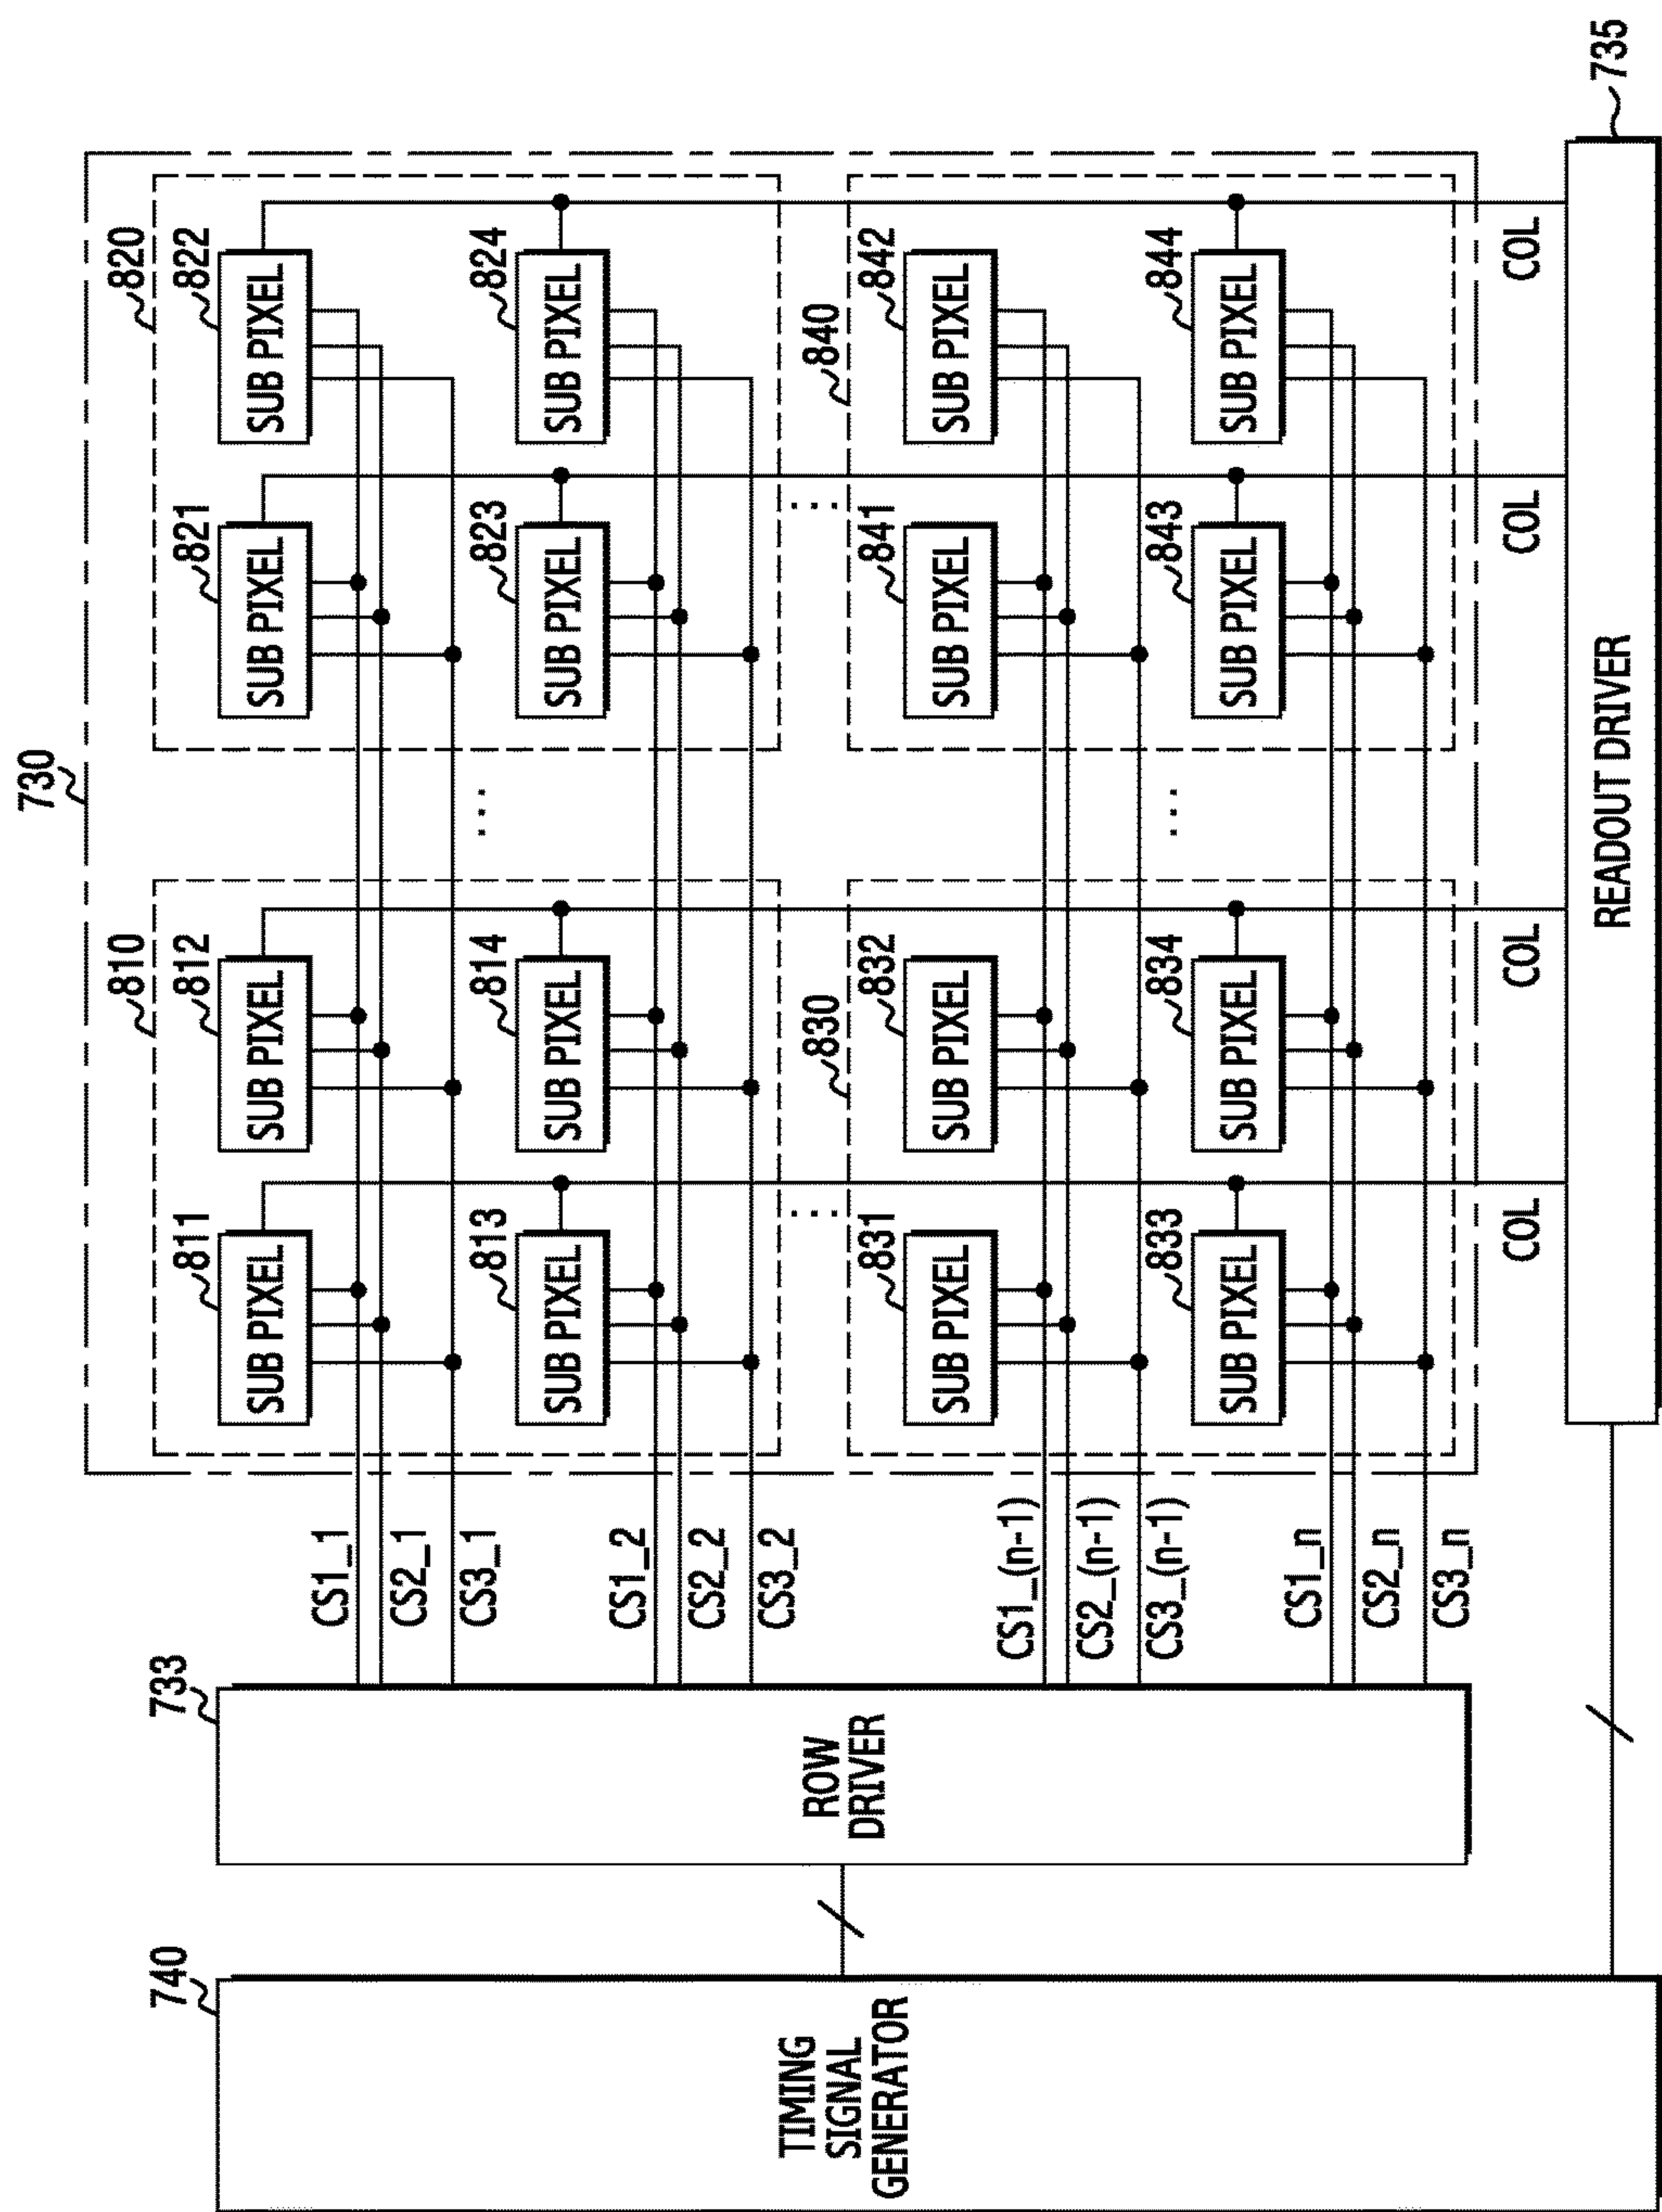 730
810
820
811
812
821
822
SUB PIXEL
SUB PIXEL
SUB PIXEL
SUB PIXEL
CS1_1
CS2_1
CS3_1
...
813
814
823
824
SUB PIXEL
SUB PIXEL
SUB PIXEL
SUB PIXEL
CS1_2
CS2_2
CS3_2
...
...
830
840
831
832
841
842
SUB PIXEL
SUB PIXEL
SUB PIXEL
SUB PIXEL
CS1_(n-1)
CS2_(n-1)
CS3_(n-1)
...
833
834
843
844
SUB PIXEL
SUB PIXEL
SUB PIXEL
SUB PIXEL
CS1_n
CS2_n
CS3_n
740
TIMING
SIGNAL
GENERATOR
733
ROW
DRIVER
COL
COL
COL
COL
READOUT DRIVER
735